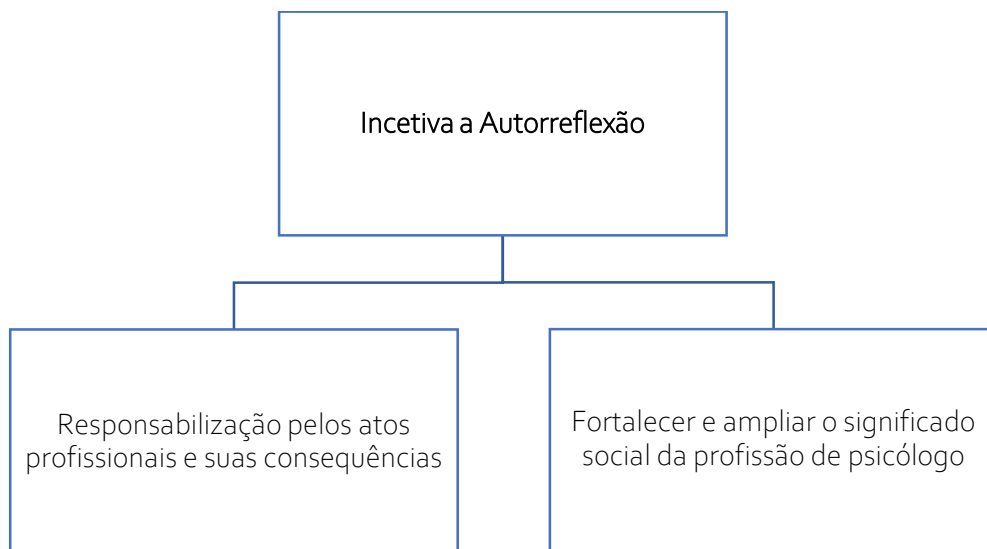 Incetiva a Autorreflexão
Responsabilização pelos atos
profissionais e suas consequências
Fortalecer e ampliar o significado
social da profissão de psicólogo